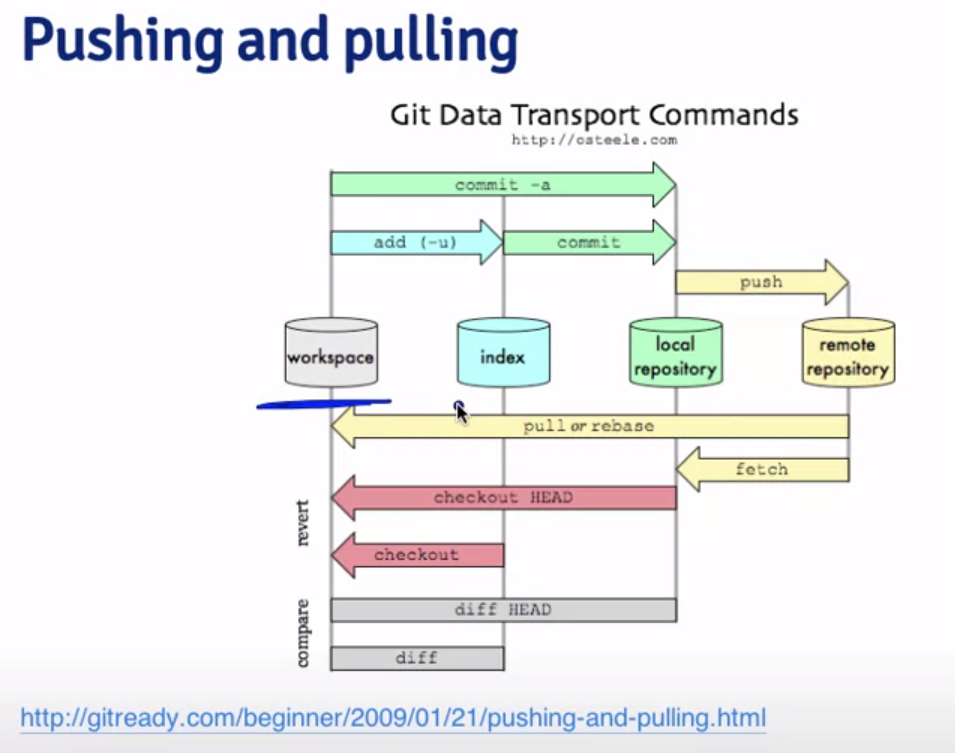 Pushing and pulling
Git Data Transport Commands
http://osteele.com
commit -a
add (-u)
commit
push
workspace
index
local
repository
remote
repository
pull or rebase
fetch
revert
checkout HEAD
checkout
compare
diff HEAD
diff
http://gitready.com/beginner/2009/01/21/pushing-and-pulling.html